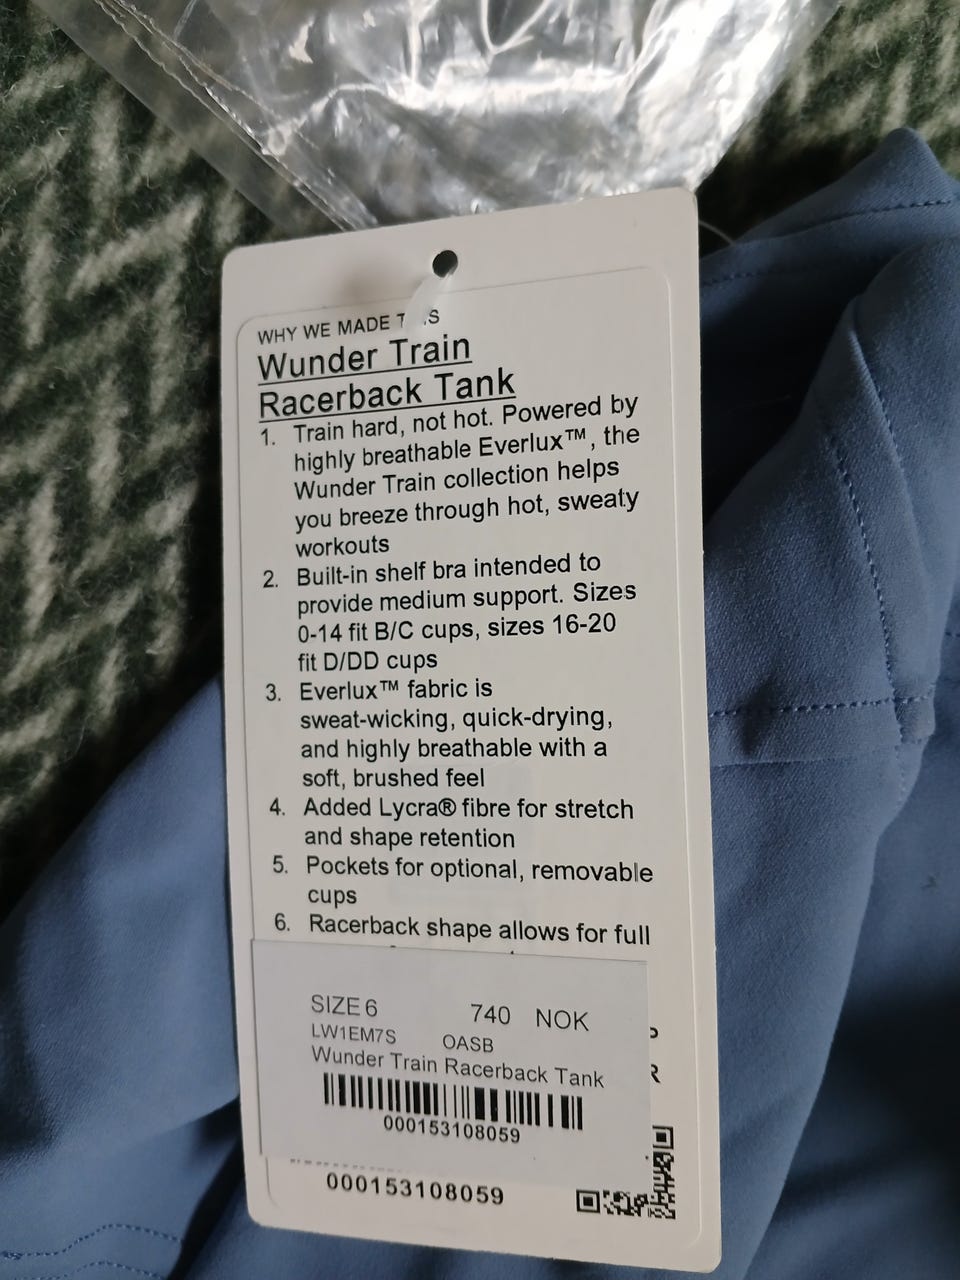 WHY WE MADE
Wunder Train
Racerback Tank
1. Train hard, not hot. Powered by
highly breathable Everlux™, the
Wunder Train collection helps
you breeze through hot, sweaty
workouts
2. Built-in shelf bra intended to
provide medium support. Sizes
0-14 fit B/C cups, sizes 16-20
fit D/DD cups
3. Everlux™ fabric is
sweat-wicking, quick-drying,
and highly breathable with a
soft, brushed feel
4. Added Lycra® fibre for stretch
and shape retention
5. Pockets for optional, removable
cups
6. Racerback shape allows for full
SIZE 6 740 NOK
LW1EM7S OASB
Wunder Train Racerback Tank
000153108059
000153108059